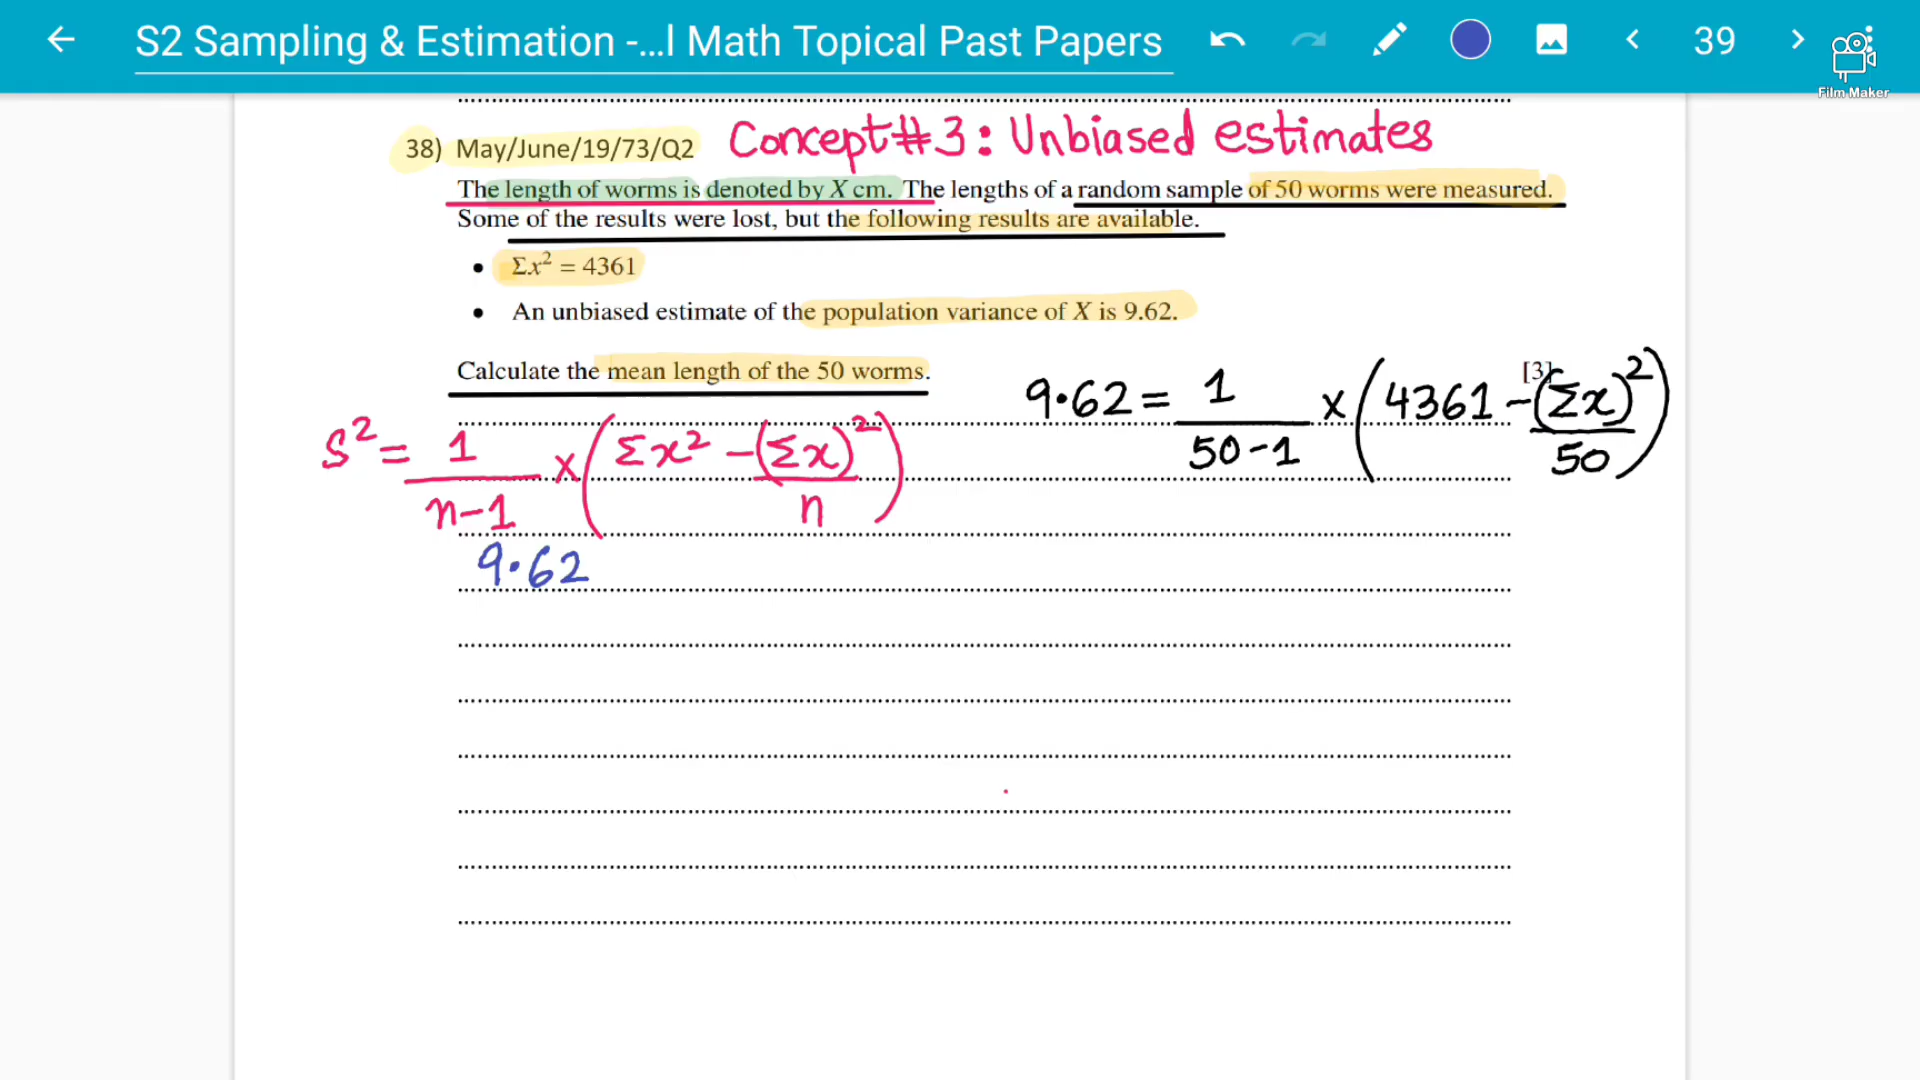 S2 Sampling & Estimation -...l Math Topical Past Papers
39
Film Maker
38) May/June/19/73/Q2 Concept#3: Unbiased estimates
The length of worms is denoted by X cm. The lengths of a random sample of 50 worms were measured.
Some of the results were lost, but the following results are available.
• Σx² = 4361
• An unbiased estimate of the population variance of X is 9.62.
Calculate the mean length of the 50 worms. [3]
9.62 = 1/(50-1) × (4361 - (Σx)²/50)
S² = 1/(n-1) × (Σx² - (Σx)²/n)
9.62